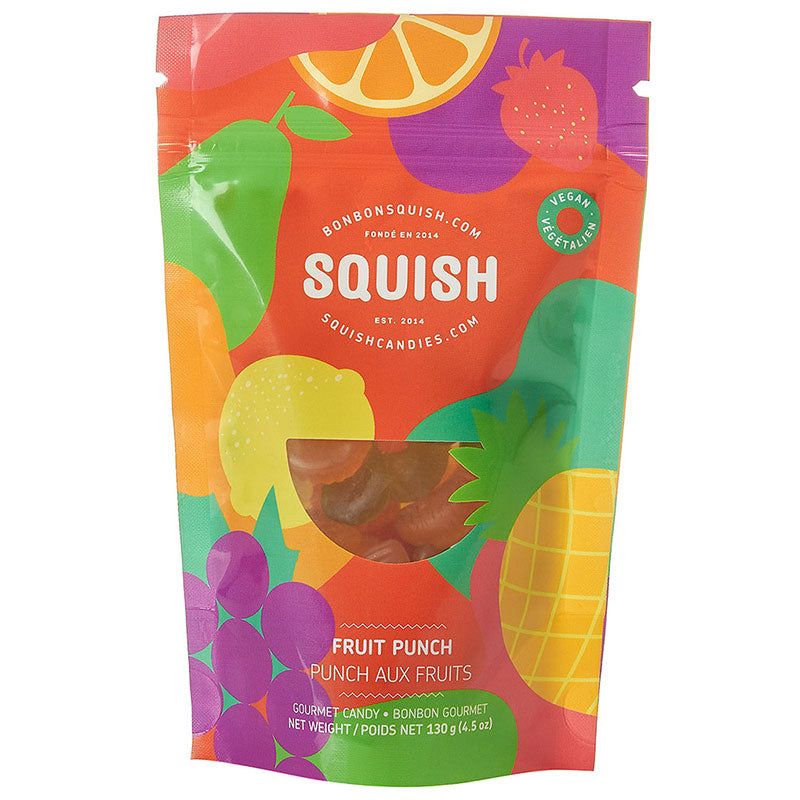 BONBONSQUISH.COM
FONDÉ EN 2014
SQUISH
EST. 2014
SQUISHCANDIES.COM
VEGAN
VÉGÉTALIEN
FRUIT PUNCH
PUNCH AUX FRUITS
GOURMET CANDY • BONBON GOURMET
NET WEIGHT / POIDS NET 130 g (4.5 oz)